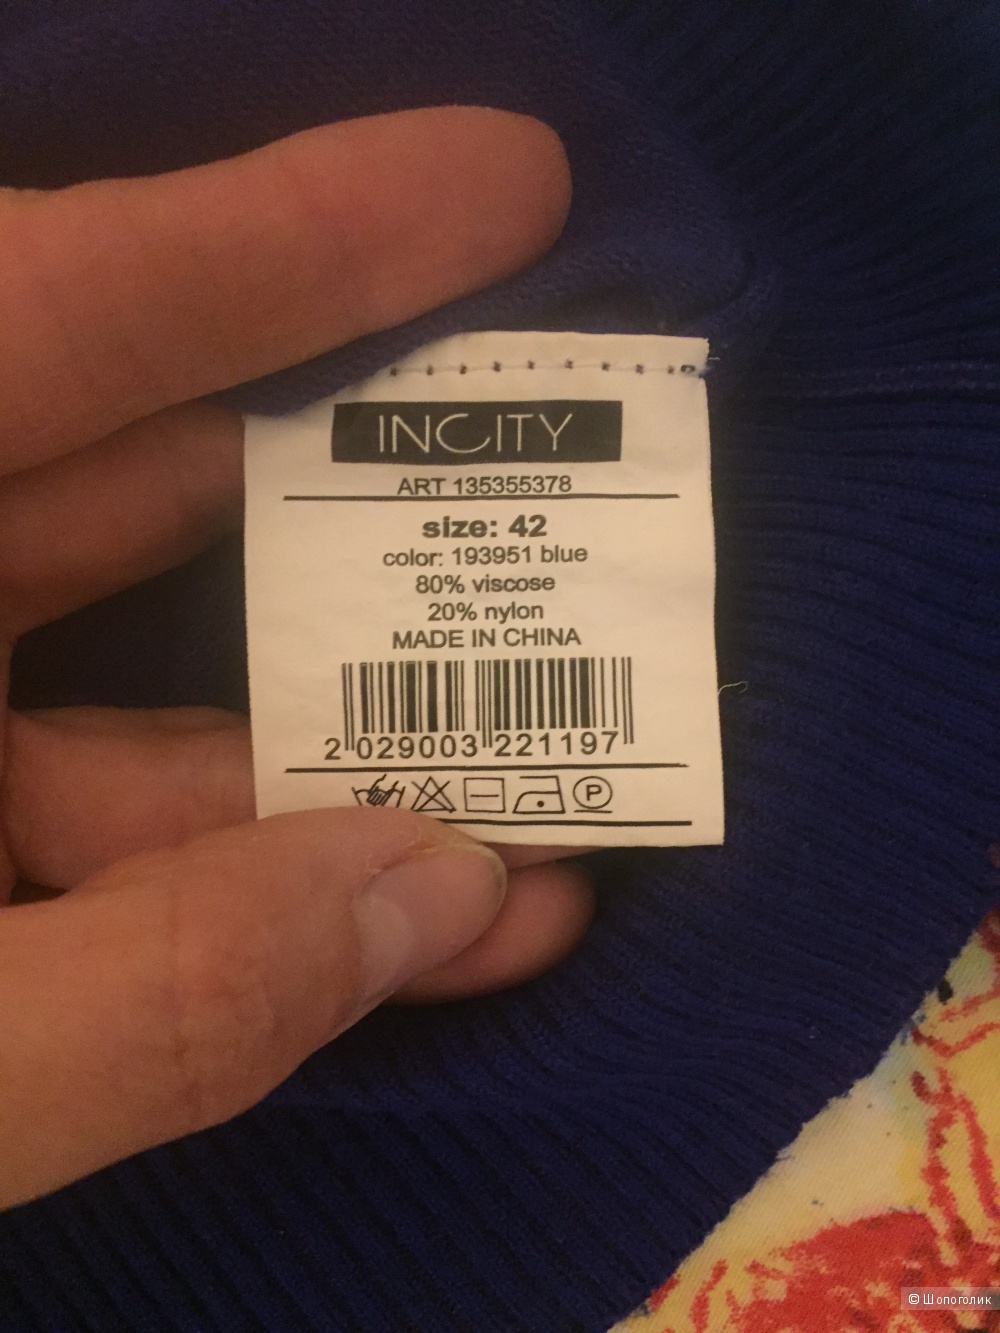 INCITY
ART 135355378
size: 42
color: 193951 blue
80% viscose
20% nylon
MADE IN CHINA
2 029003 221197
P
© Шопоголик